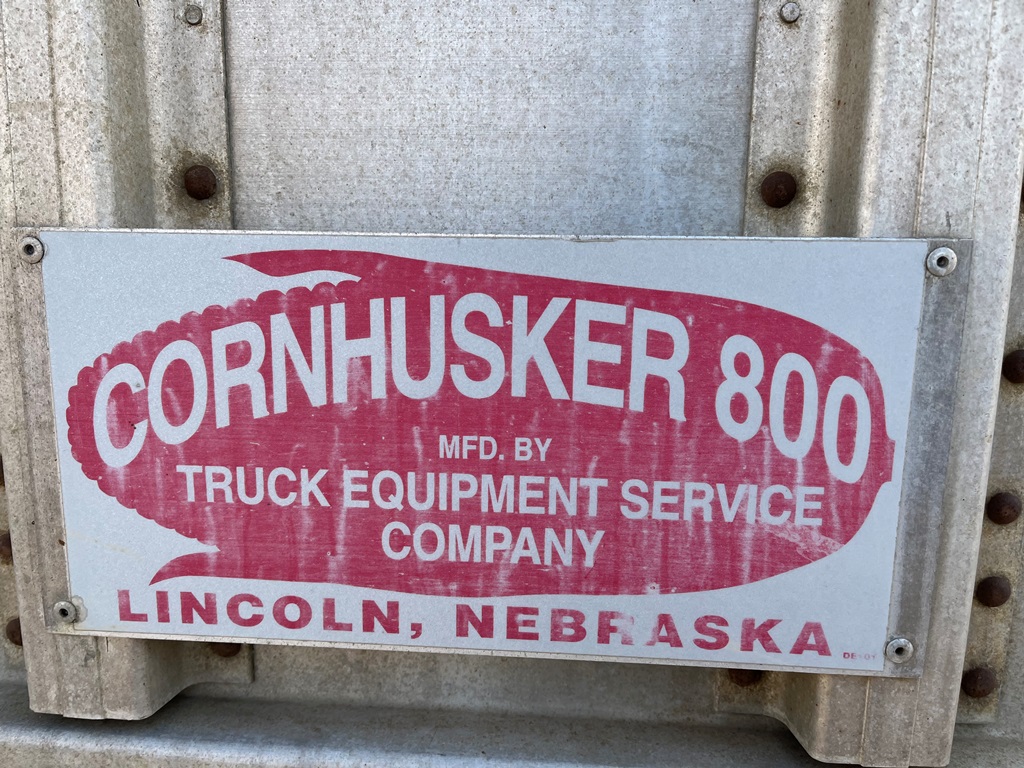 CORNHUSKER 800
MFD. BY
TRUCK EQUIPMENT SERVICE
COMPANY
LINCOLN, NEBRASKA